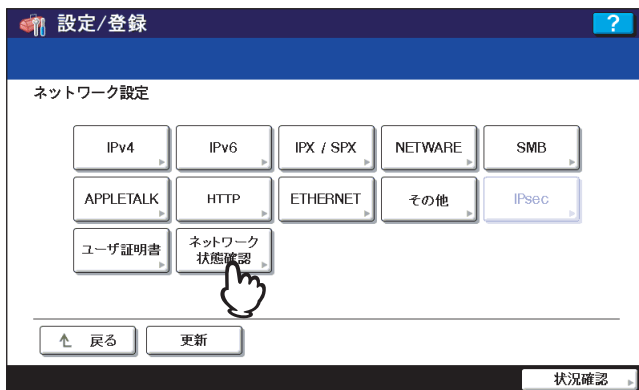 設定/登録
?
ネットワーク設定
IPv4
IPv6
IPX / SPX
NETWARE
SMB
APPLETALK
HTTP
ETHERNET
その他
IPsec
ユーザ証明書
ネットワーク
状態確認
戻る
更新
状況確認